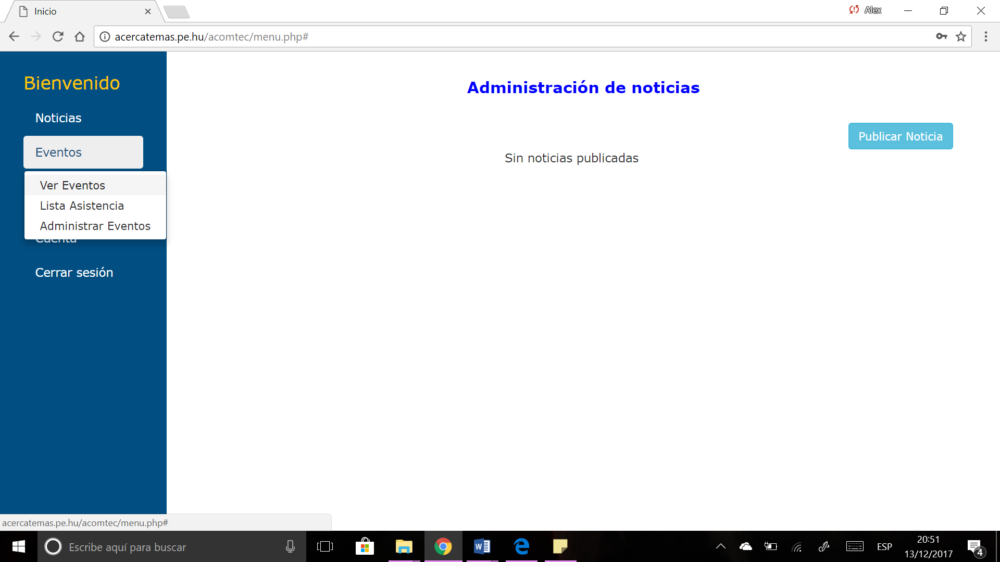 Inicio
Alex
acercatemas.pe.hu/acomtec/menu.php#
Bienvenido
Noticias
Eventos
Ver Eventos
Lista Asistencia
Administrar Eventos
Cuenta
Cerrar sesión
Administración de noticias
Publicar Noticia
Sin noticias publicadas
acercatemas.pe.hu/acomtec/menu.php#
Escribe aquí para buscar
ESP
20:51
13/12/2017
4